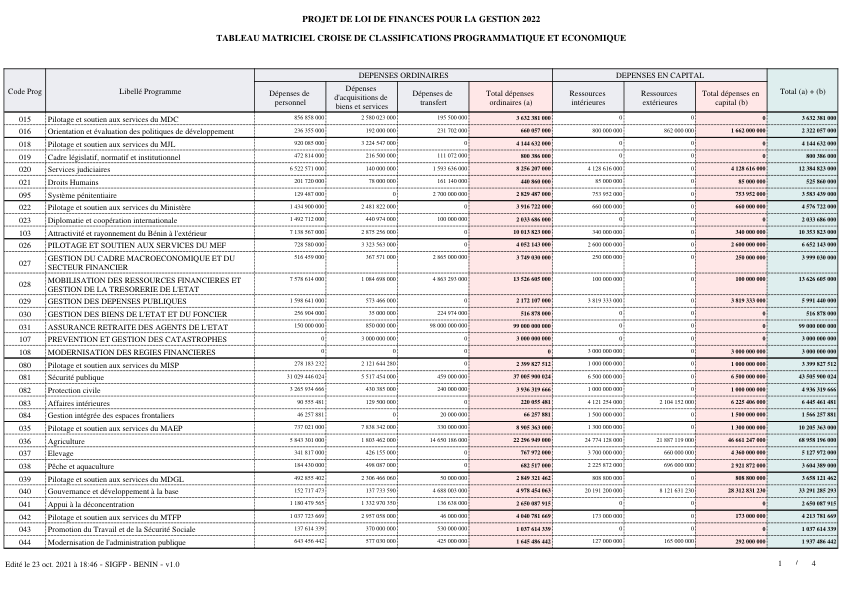 PROJET DE LOI DE FINANCES POUR LA GESTION 2022
TABLEAU MATRICIEL CROISE DE CLASSIFICATIONS PROGRAMMATIQUE ET ECONOMIQUE
Code Prog Libellé Programme DEPENSES ORDINAIRES DEPENSES EN CAPITAL Total (a) + (b)
Dépenses de personnel Dépenses d'acquisitions de biens et services Dépenses de transfert Total dépenses ordinaires (a) Ressources intérieures Ressources extérieures Total dépenses en capital (b)
015 Pilotage et soutien aux services du MDC 856 858 000 2 580 023 000 195 500 000 3 632 381 000 0 0 0 3 632 381 000
016 Orientation et évaluation des politiques de développement 236 355 000 192 000 000 231 702 000 660 057 000 800 000 000 862 000 000 1 662 000 000 2 322 057 000
018 Pilotage et soutien aux services du MJL 920 085 000 3 224 547 000 0 4 144 632 000 0 0 0 4 144 632 000
019 Cadre législatif, normatif et institutionnel 472 814 000 216 500 000 111 072 000 800 386 000 0 0 0 800 386 000
020 Services judiciaires 6 522 571 000 140 000 000 1 593 636 000 8 256 207 000 4 128 616 000 0 4 128 616 000 12 384 823 000
021 Droits Humains 201 720 000 78 000 000 161 140 000 440 860 000 85 000 000 0 85 000 000 525 860 000
095 Système pénitentiaire 129 487 000 0 2 700 000 000 2 829 487 000 753 952 000 0 753 952 000 3 583 439 000
022 Pilotage et soutien aux services du Ministère 1 434 900 000 2 481 822 000 0 3 916 722 000 660 000 000 0 660 000 000 4 576 722 000
023 Diplomatie et coopération internationale 1 492 712 000 440 974 000 100 000 000 2 033 686 000 0 0 0 2 033 686 000
103 Attractivité et rayonnement du Bénin à l'extérieur 7 138 567 000 2 875 256 000 0 10 013 823 000 340 000 000 0 340 000 000 10 353 823 000
026 PILOTAGE ET SOUTIEN AUX SERVICES DU MEF 728 580 000 3 323 563 000 0 4 052 143 000 2 600 000 000 0 2 600 000 000 6 652 143 000
027 GESTION DU CADRE MACROECONOMIQUE ET DU SECTEUR FINANCIER 516 459 000 367 571 000 2 865 000 000 3 749 030 000 250 000 000 0 250 000 000 3 999 030 000
028 MOBILISATION DES RESSOURCES FINANCIERES ET GESTION DE LA TRESORERIE DE L'ETAT 7 578 614 000 1 084 698 000 4 863 293 000 13 526 605 000 100 000 000 0 100 000 000 13 626 605 000
029 GESTION DES DEPENSES PUBLIQUES 1 598 641 000 573 466 000 0 2 172 107 000 3 819 333 000 0 3 819 333 000 5 991 440 000
030 GESTION DES BIENS DE L'ETAT ET DU FONCIER 256 904 000 35 000 000 224 974 000 516 878 000 0 0 0 516 878 000
031 ASSURANCE RETRAITE DES AGENTS DE L'ETAT 150 000 000 850 000 000 98 000 000 000 99 000 000 000 0 0 0 99 000 000 000
107 PREVENTION ET GESTION DES CATASTROPHES 0 3 000 000 000 0 3 000 000 000 0 0 0 3 000 000 000
108 MODERNISATION DES REGIES FINANCIERES 0 0 0 0 3 000 000 000 0 3 000 000 000 3 000 000 000
080 Pilotage et soutien aux services du MISP 278 183 232 2 121 644 280 0 2 399 827 512 1 000 000 000 0 1 000 000 000 3 399 827 512
081 Sécurité publique 31 029 446 024 5 517 454 000 459 000 000 37 005 900 024 6 500 000 000 0 6 500 000 000 43 505 900 024
082 Protection civile 3 265 934 666 430 385 000 240 000 000 3 936 319 666 1 000 000 000 0 1 000 000 000 4 936 319 666
083 Affaires intérieures 90 555 481 129 500 000 0 220 055 481 4 121 254 000 2 104 152 000 6 225 406 000 6 445 461 481
084 Gestion intégrée des espaces frontaliers 46 257 881 0 20 000 000 66 257 881 1 500 000 000 0 1 500 000 000 1 566 257 881
035 Pilotage et soutien aux services du MAEP 737 021 000 7 838 342 000 330 000 000 8 905 363 000 1 300 000 000 0 1 300 000 000 10 205 363 000
036 Agriculture 5 843 301 000 1 803 462 000 14 650 186 000 22 296 949 000 24 774 128 000 21 887 119 000 46 661 247 000 68 958 196 000
037 Elevage 341 817 000 426 155 000 0 767 972 000 3 700 000 000 660 000 000 4 360 000 000 5 127 972 000
038 Pêche et aquaculture 184 430 000 498 087 000 0 682 517 000 2 225 872 000 696 000 000 2 921 872 000 3 604 389 000
039 Pilotage et soutien aux services du MDGL 492 855 402 2 306 466 060 50 000 000 2 849 321 462 808 800 000 0 808 800 000 3 658 121 462
040 Gouvernance et développement à la base 152 717 473 137 733 590 4 688 003 000 4 978 454 063 20 191 200 000 8 121 631 230 28 312 831 230 33 291 285 293
041 Appui à la déconcentration 1 180 479 565 1 332 970 350 136 638 000 2 650 087 915 0 0 0 2 650 087 915
042 Pilotage et soutien aux services du MTFP 1 037 723 669 2 957 058 000 46 000 000 4 040 781 669 173 000 000 0 173 000 000 4 213 781 669
043 Promotion du Travail et de la Sécurité Sociale 137 614 339 370 000 000 530 000 000 1 037 614 339 0 0 0 1 037 614 339
044 Modernisation de l'administration publique 643 456 442 577 030 000 425 000 000 1 645 486 442 127 000 000 165 000 000 292 000 000 1 937 486 442
Edité le 23 oct. 2021 à 18:46 - SIGFP - BENIN - v1.0 1 / 4